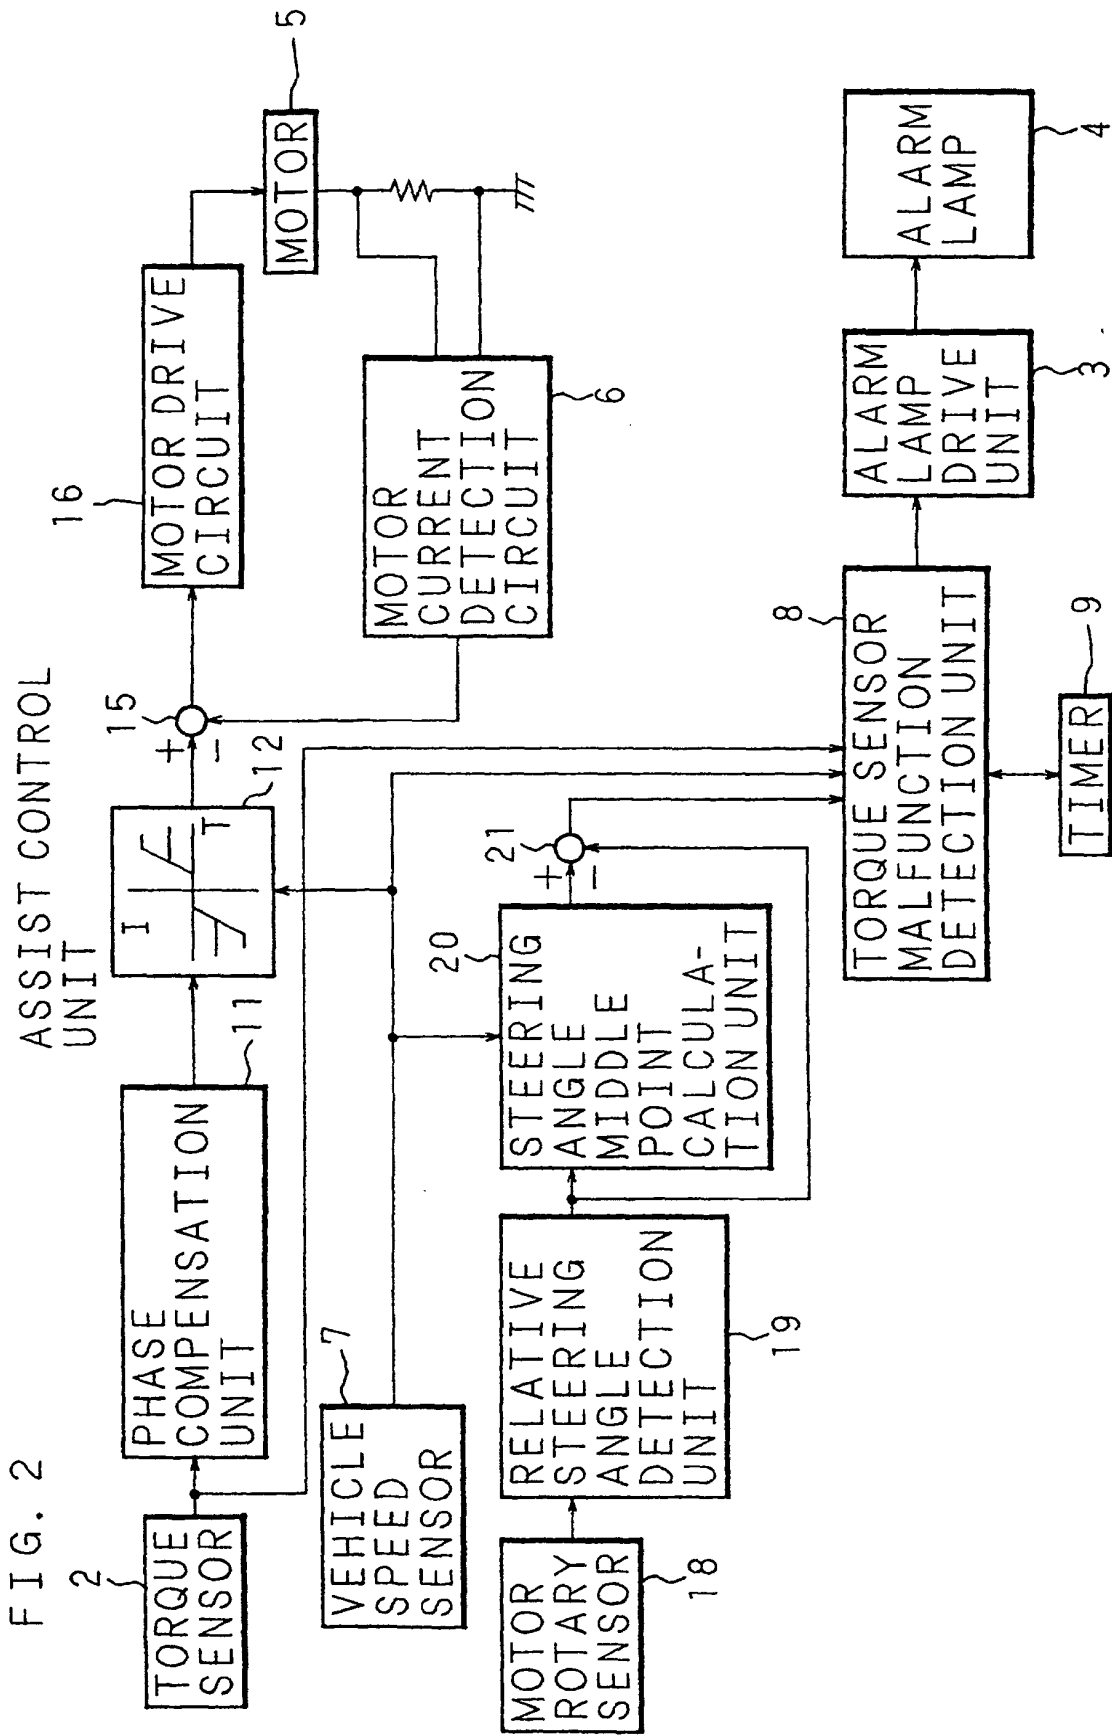 FIG. 2
ASSIST CONTROL
UNIT
2
TORQUE
SENSOR
PHASE
COMPENSATION
UNIT
11
I
T
12
15
+
−
16
MOTOR DRIVE
CIRCUIT
MOTOR
5
MOTOR
CURRENT
DETECTION
CIRCUIT
6
7
VEHICLE
SPEED
SENSOR
MOTOR
ROTARY
SENSOR
18
RELATIVE
STEERING
ANGLE
DETECTION
UNIT
19
20
STEERING
ANGLE
MIDDLE
POINT
CALCULA-
TION UNIT
21
+
−
8
TORQUE SENSOR
MALFUNCTION
DETECTION UNIT
TIMER
9
ALARM
LAMP
DRIVE
UNIT
3
ALARM
LAMP
4